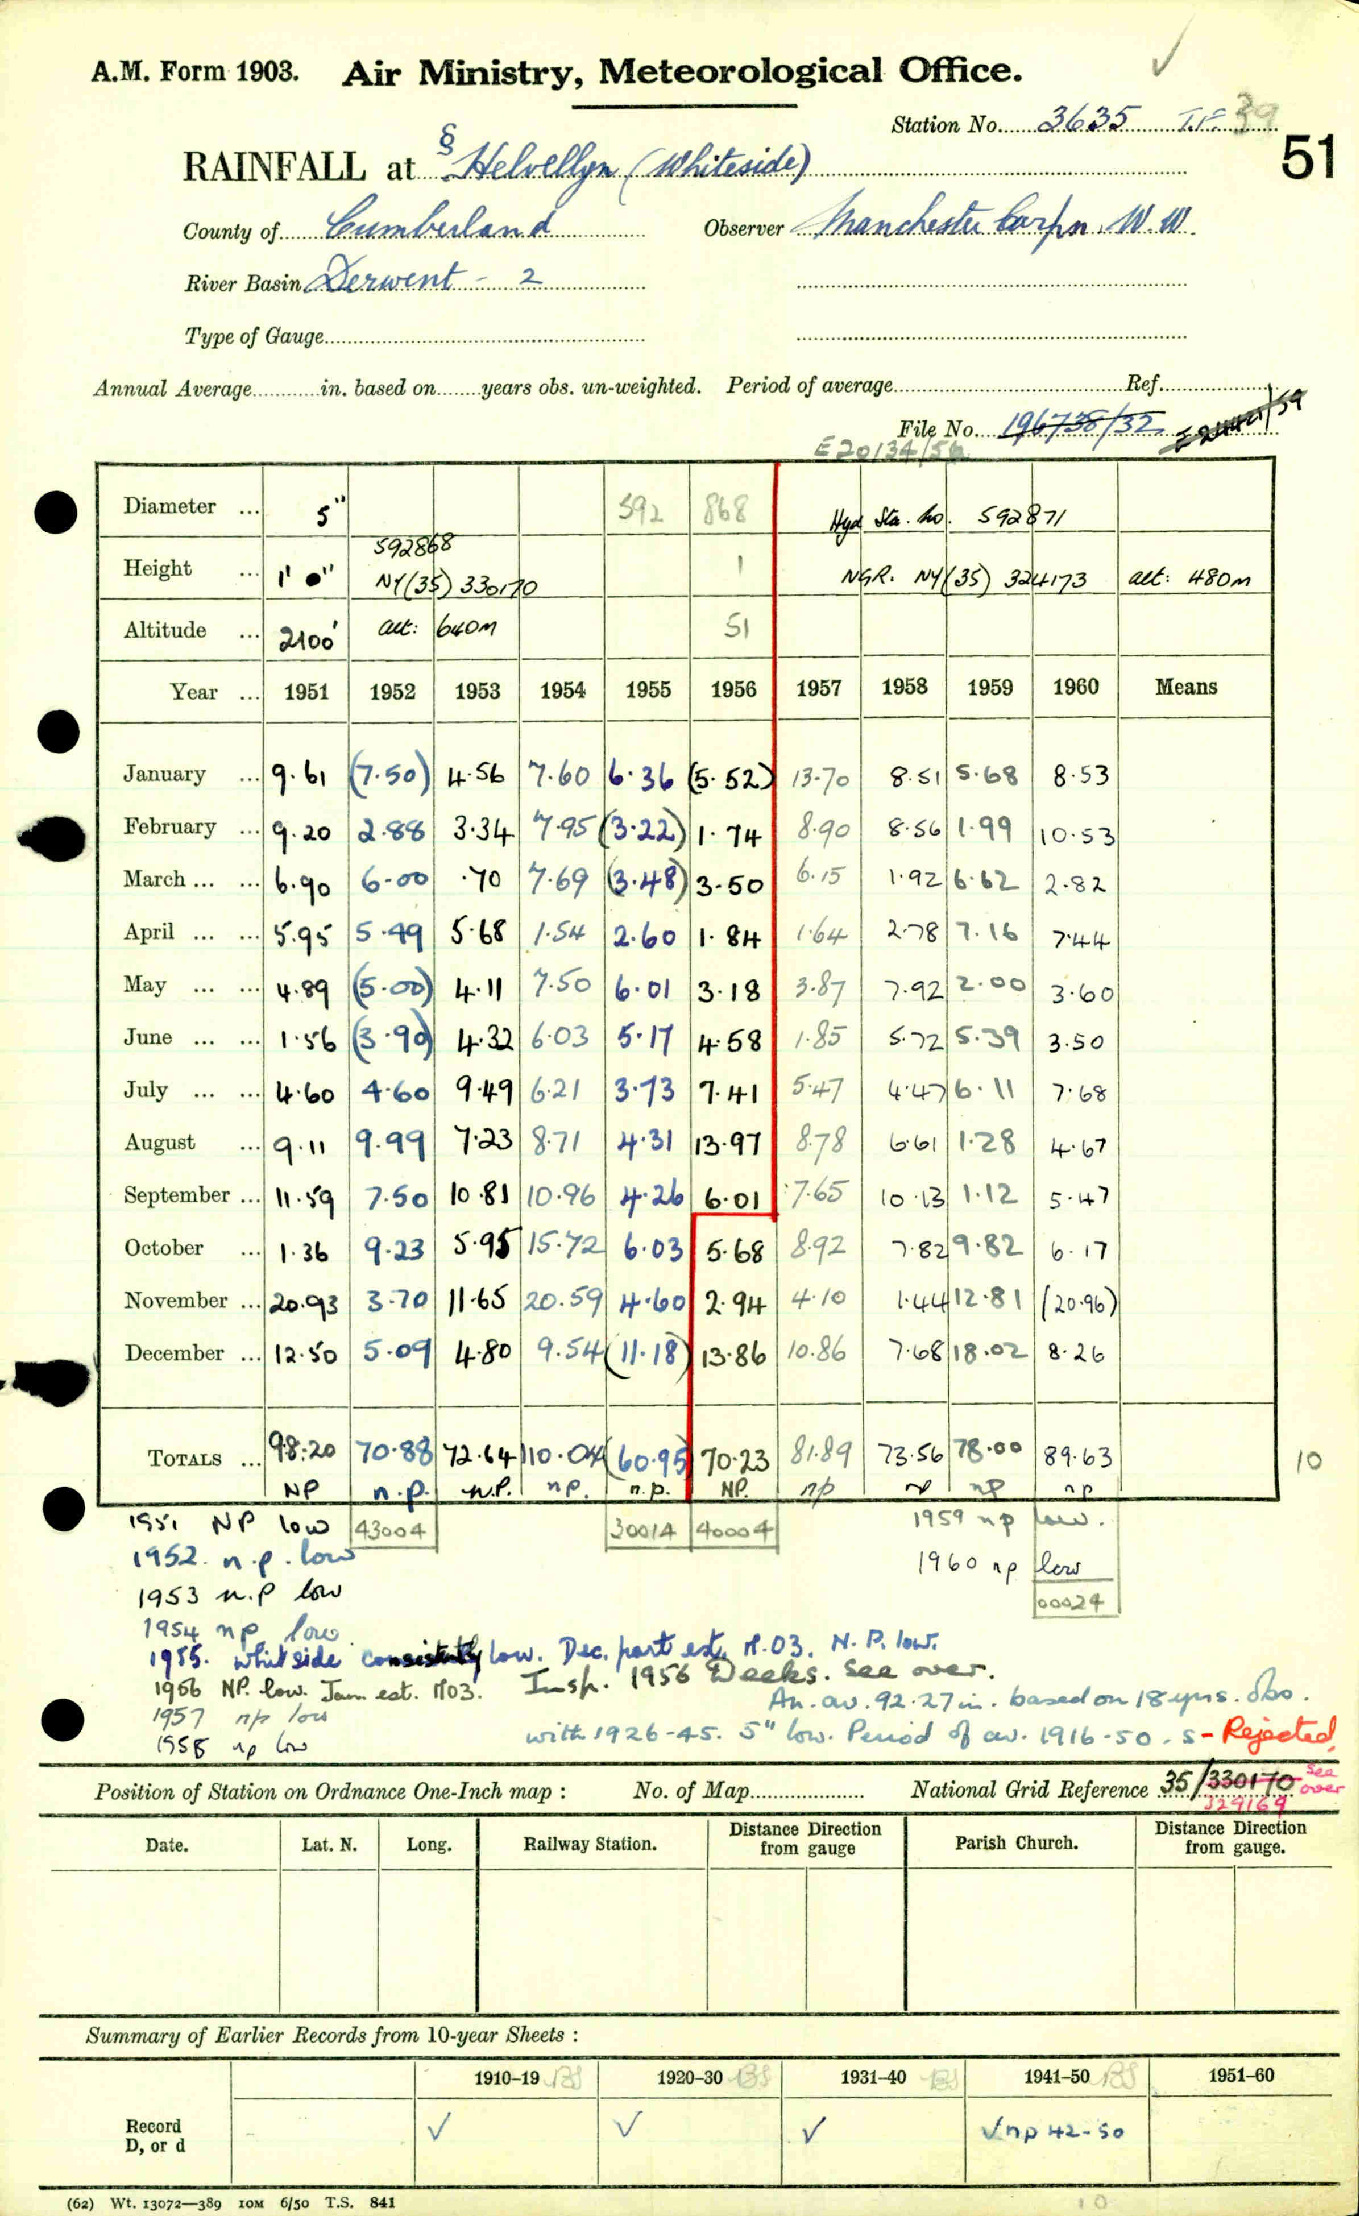 A.M. Form 1903. Air Ministry, Meteorological Office.
Station No. 3635 39
51
RAINFALL at § Helvellyn (Whiteside)
County of Cumberland Observer Manchester Corpn. W.W.
River Basin Derwent - 2
Type of Gauge
Annual Average in. based on years obs. un-weighted. Period of average Ref.
File No. 196738/32
E20134/56
Diameter ... 5" 592 868 Hyd Sta. No. 592871
Height ... 1' 0" 592868 NY(35) 330170 1 NGR. NY(35) 324173 alt: 480m
Altitude ... 2100' alt: 640m 51
Year ... 1951 1952 1953 1954 1955 1956 1957 1958 1959 1960 Means
January ... 9.61 (7.50) 4.56 7.60 6.36 (5.52) 13.70 8.51 5.68 8.53
February ... 9.20 2.88 3.34 7.95 (3.22) 1.74 8.90 8.56 1.99 10.53
March ... ... 6.90 6.00 .70 7.69 (3.48) 3.50 6.15 1.92 6.62 2.82
April ... ... 5.95 5.49 5.68 1.54 2.60 1.84 1.64 2.78 7.16 7.44
May ... ... 4.89 (5.00) 4.11 7.50 6.01 3.18 3.87 7.92 2.00 3.60
June ... ... 1.56 (3.90) 4.32 6.03 5.17 4.58 1.85 5.72 5.39 3.50
July ... ... 4.60 4.60 9.49 6.21 3.73 7.41 5.47 4.47 6.11 7.68
August ... 9.11 9.99 7.23 8.71 4.31 13.97 8.78 6.61 1.28 4.67
September ... 11.59 7.50 10.81 10.96 4.26 6.01 7.65 10.13 1.12 5.47
October ... 1.36 9.23 5.95 15.72 6.03 5.68 8.92 7.82 9.82 6.17
November ... 20.93 3.70 11.65 20.59 4.60 2.94 4.10 1.44 12.81 (20.96)
December ... 12.50 5.09 4.80 9.54 (11.18) 13.86 10.86 7.68 18.02 8.26
TOTALS ... 98.20 70.88 72.64 110.04 (60.95) 70.23 81.89 73.56 78.00 89.63 10
NP n.p. n.P. np. n.p. NP. np np np np
1951 NP low 43004 30014 40004 1959 np low.
1952 n.p. low 1960 np low
1953 n.P low 00024
1954 np low
1955. Whiteside consistently low. Dec. part est. M.03. N.P. low.
1956 NP. low. Jan est. M03. Insp. 1956 Weeks. See over.
1957 np low An. av. 92.27in. based on 18 yrs. obs.
1958 np low with 1926-45. 5" low. Period of av. 1916-50. S - Rejected.
Position of Station on Ordnance One-Inch map : No. of Map National Grid Reference 35/330170 See over
329169
Date. Lat. N. Long. Railway Station. Distance Direction from gauge Parish Church. Distance Direction from gauge.
Summary of Earlier Records from 10-year Sheets :
1910-19 BS 1920-30 BS 1931-40 BS 1941-50 BS 1951-60
Record D, or d ✓ ✓ ✓ ✓ np 42-50
(62) Wt. 13072—389 10M 6/50 T.S. 841
10